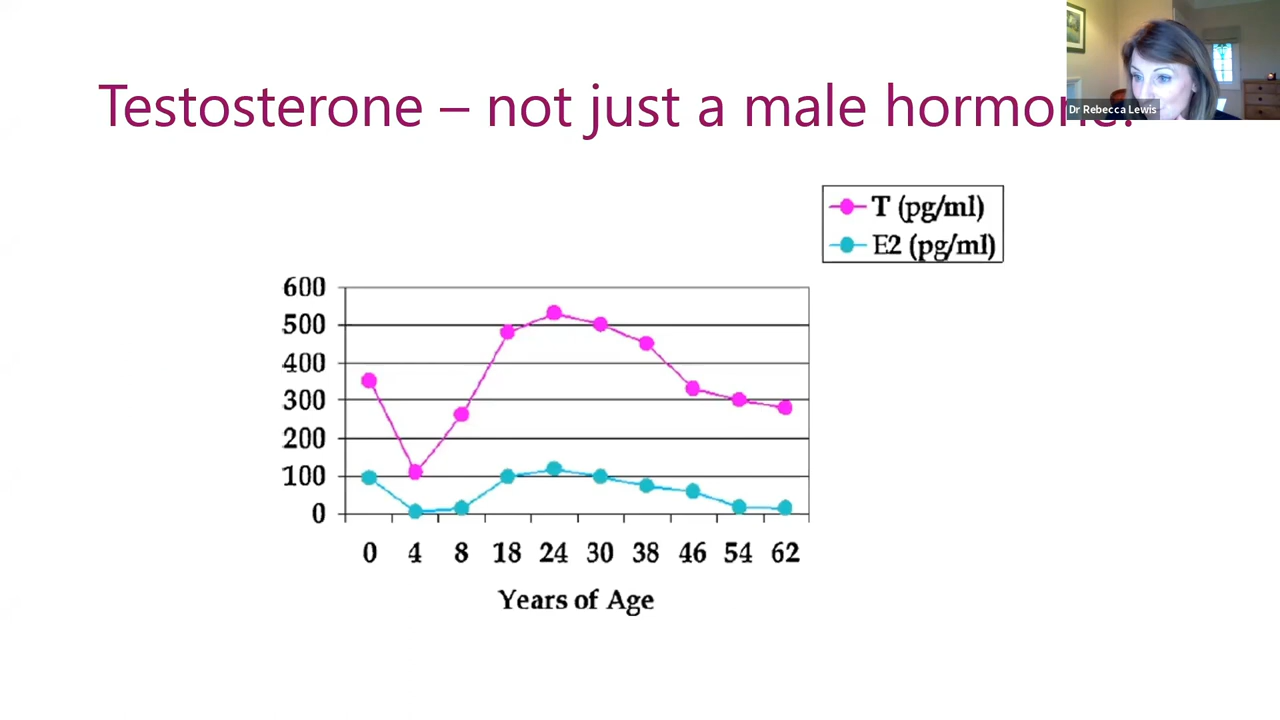 Testosterone – not just a male hormone!
Dr Rebecca Lewis
T (pg/ml)
E2 (pg/ml)
600
500
400
300
200
100
0
0 4 8 18 24 30 38 46 54 62
Years of Age